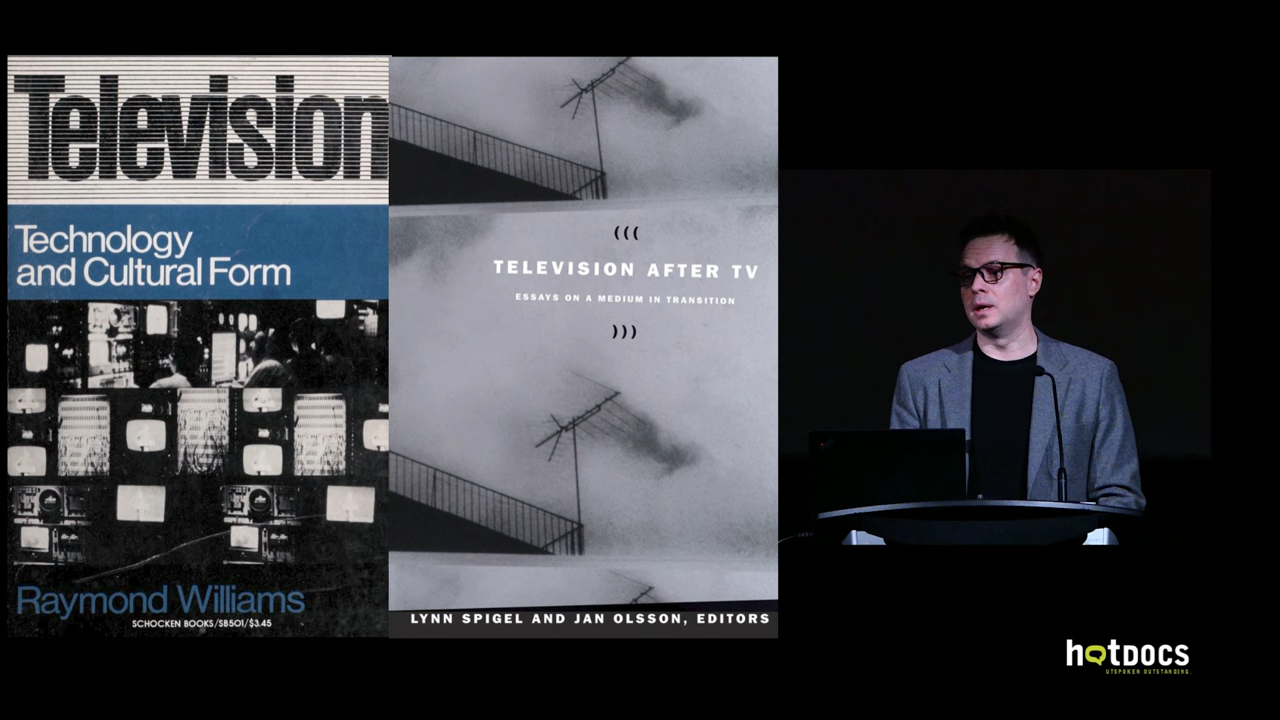 Television
Technology
and Cultural Form
Raymond Williams
SCHOCKEN BOOKS/SB501/$3.45
(((
TELEVISION AFTER TV
ESSAYS ON A MEDIUM IN TRANSITION
)))
LYNN SPIGEL AND JAN OLSSON, EDITORS
hotDOCS
OUTSPOKEN. OUTSTANDING.